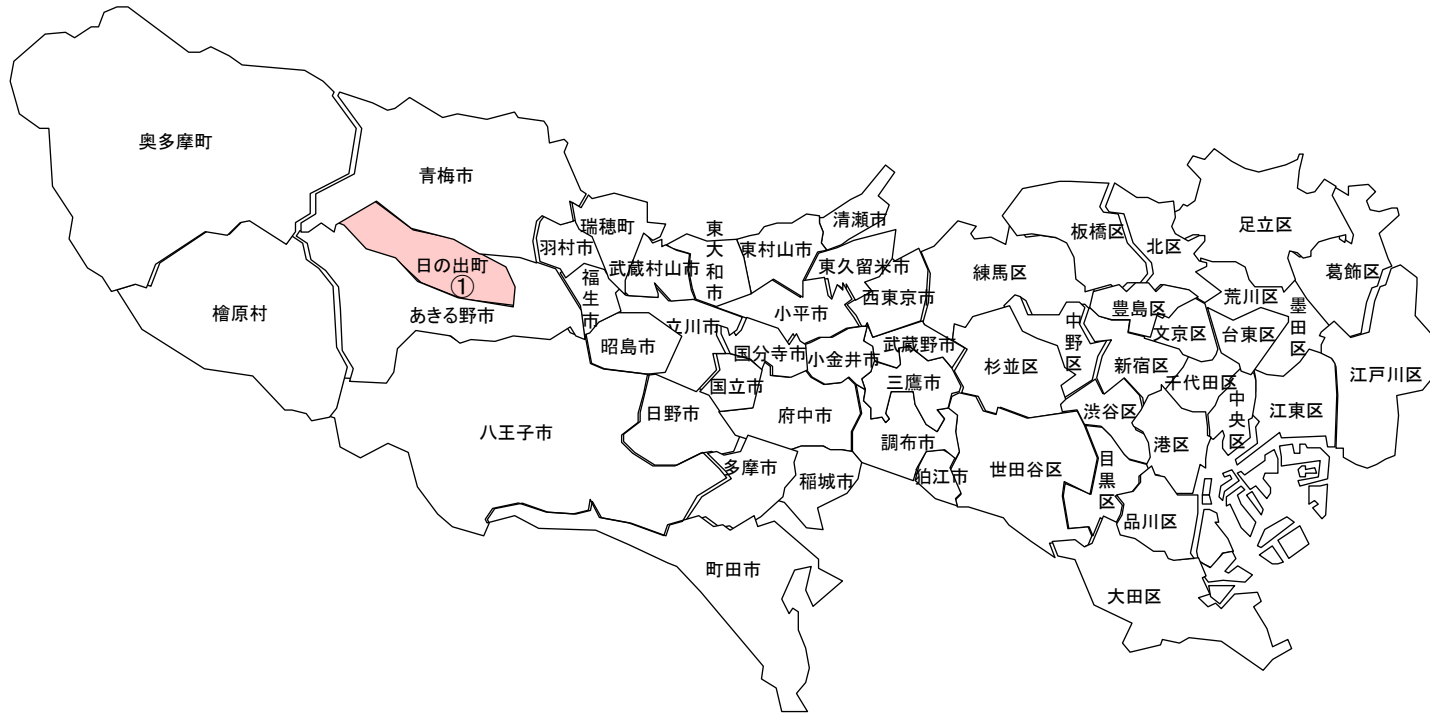 奥多摩町
檜原村
青梅市
日の出町
①
あきる野市
八王子市
羽村市
瑞穂町
福生市
武蔵村山市
東大和市
東村山市
清瀬市
東久留米市
西東京市
昭島市
立川市
小平市
国分寺市
小金井市
武蔵野市
国立市
三鷹市
日野市
府中市
調布市
狛江市
多摩市
稲城市
町田市
練馬区
板橋区
北区
足立区
葛飾区
荒川区
豊島区
文京区
台東区
墨田区
中野区
杉並区
新宿区
千代田区
中央区
江東区
江戸川区
渋谷区
港区
世田谷区
目黒区
品川区
大田区